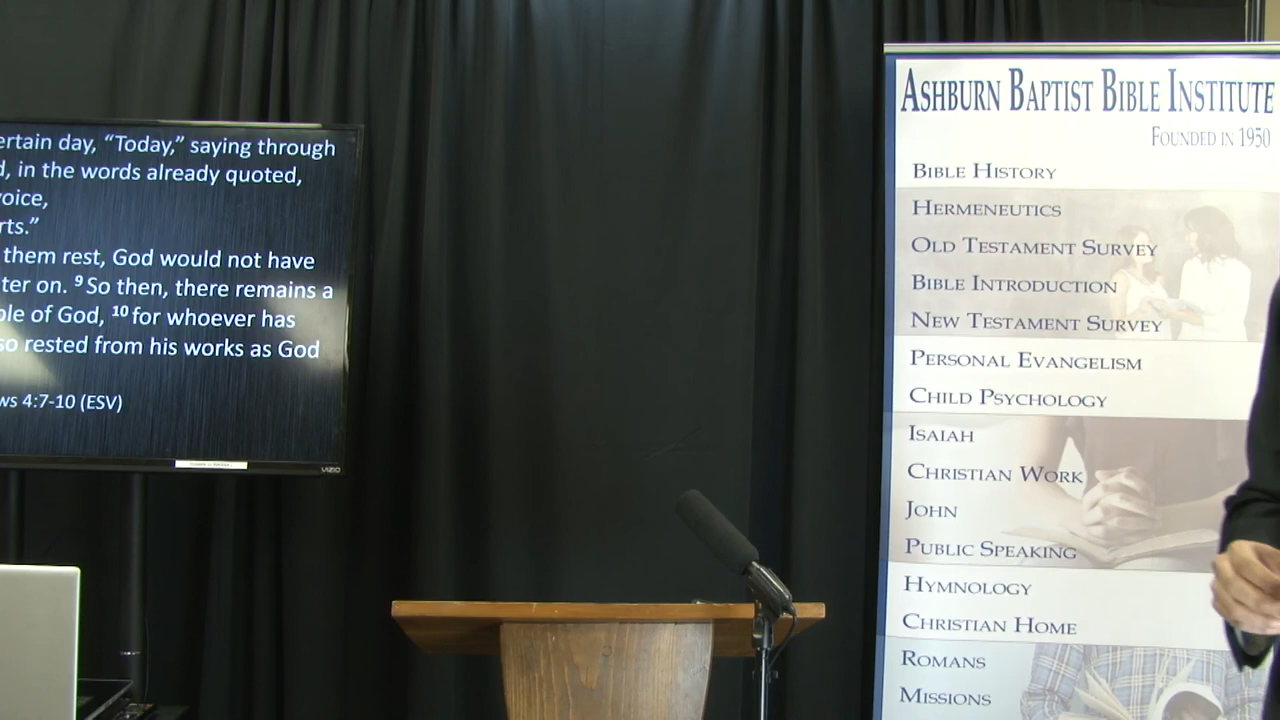 ertain day, “Today,” saying through
d, in the words already quoted,
voice,
rts.”
them rest, God would not have
ter on. 9 So then, there remains a
ple of God, 10 for whoever has
so rested from his works as God
ws 4:7-10 (ESV)
VIZIO
ASHBURN BAPTIST BIBLE INSTITUTE
FOUNDED IN 1950
BIBLE HISTORY
HERMENEUTICS
OLD TESTAMENT SURVEY
BIBLE INTRODUCTION
NEW TESTAMENT SURVEY
PERSONAL EVANGELISM
CHILD PSYCHOLOGY
ISAIAH
CHRISTIAN WORK
JOHN
PUBLIC SPEAKING
HYMNOLOGY
CHRISTIAN HOME
ROMANS
MISSIONS